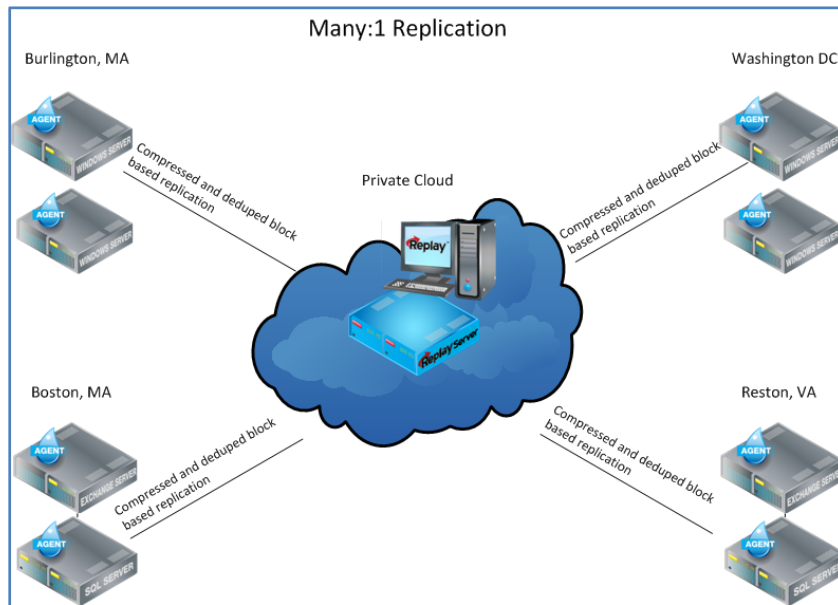 Many:1 Replication
Burlington, MA
Washington DC
AGENT
WINDOWS SERVER
AGENT
WINDOWS SERVER
Compressed and deduped block
based replication
AGENT
WINDOWS SERVER
AGENT
WINDOWS SERVER
Compressed and deduped block
based replication
Private Cloud
Replay
Replay Server
Boston, MA
Reston, VA
AGENT
EXCHANGE SERVER
AGENT
SQL SERVER
Compressed and deduped block
based replication
Compressed and deduped block
based replication
AGENT
EXCHANGE SERVER
AGENT
SQL SERVER